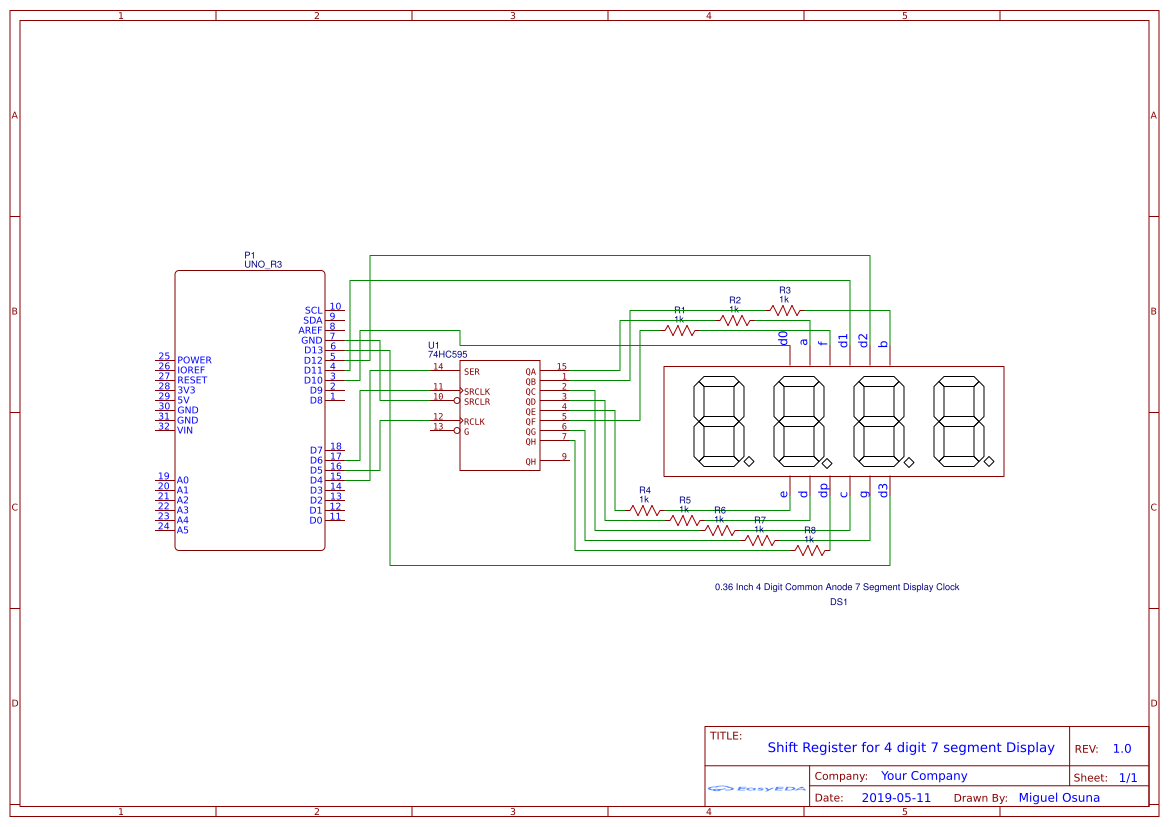 1 2 3 4 5
A A
B B
C C
D D
P1
UNO_R3
SCL 10
SDA 9
AREF 8
GND 7
D13 6
D12 5
D11 4
D10 3
D9 2
D8 1
25 POWER
26 IOREF
27 RESET
28 3V3
29 5V
30 GND
31 GND
32 VIN
D7 18
D6 17
D5 16
D4 15
D3 14
D2 13
D1 12
D0 11
19 A0
20 A1
21 A2
22 A3
23 A4
24 A5
U1
74HC595
14 SER
11 SRCLK
10 SRCLR
12 RCLK
13 G
QA 15
QB 1
QC 2
QD 3
QE 4
QF 5
QG 6
QH 7
QH 9
R1
1k
R2
1k
R3
1k
d0 a f d1 d2 b
e d dp c g d3
R4
1k
R5
1k
R6
1k
R7
1k
R8
1k
0.36 Inch 4 Digit Common Anode 7 Segment Display Clock
DS1
TITLE:
Shift Register for 4 digit 7 segment Display
REV: 1.0
EasyEDA
Company: Your Company
Sheet: 1/1
Date: 2019-05-11 Drawn By: Miguel Osuna
1 2 3 4 5